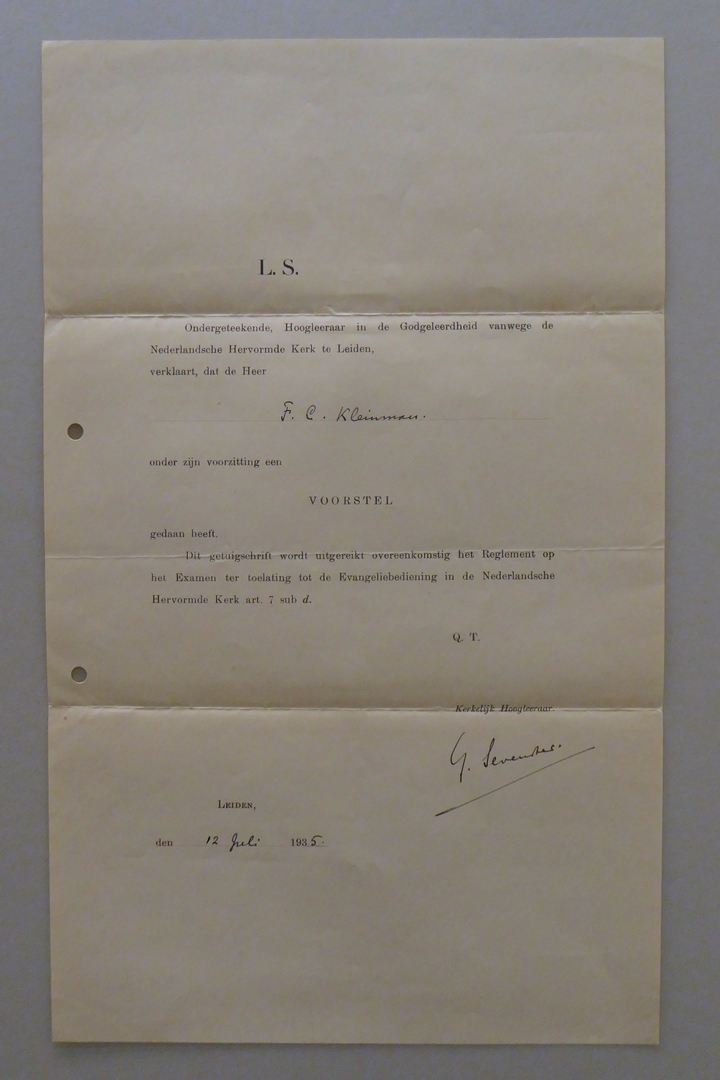 L. S.
Ondergeteekende, Hoogleeraar in de Godgeleerdheid vanwege de
Nederlandsche Hervormde Kerk te Leiden,
verklaart, dat de Heer
F. C. Kleinman.
onder zijn voorzitting een
VOORSTEL
gedaan heeft.
Dit getuigschrift wordt uitgereikt overeenkomstig het Reglement op
het Examen ter toelating tot de Evangeliebediening in de Nederlandsche
Hervormde Kerk art. 7 sub d.
Q. T.
Kerkelijk Hoogleeraar.
G. Sevenster.
LEIDEN,
den 12 Juli 1935.